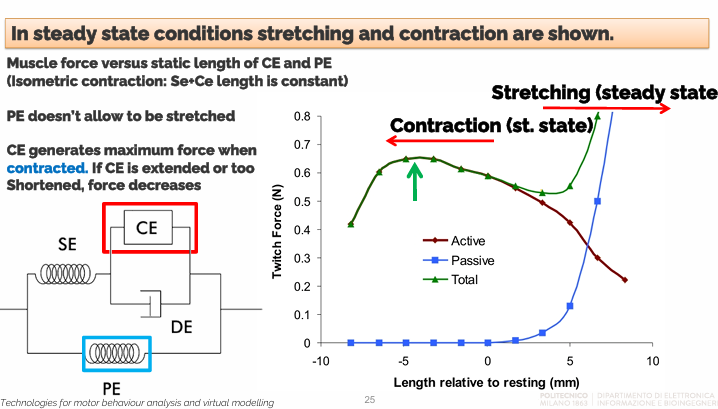 In steady state conditions stretching and contraction are shown.
Muscle force versus static length of CE and PE
(Isometric contraction: Se+Ce length is constant)
PE doesn't allow to be stretched
CE generates maximum force when
contracted. If CE is extended or too
Shortened, force decreases
SE
CE
DE
PE
Stretching (steady state
Contraction (st. state)
Twitch Force (N)
0.8
0.7
0.6
0.5
0.4
0.3
0.2
0.1
0
Active
Passive
Total
-10 -5 0 5 10
Length relative to resting (mm)
Technologies for motor behaviour analysis and virtual modelling
25
POLITECNICO DIPARTIMENTO DI ELETTRONICA
MILANO 1863 INFORMAZIONE E BIOINGEGNERI